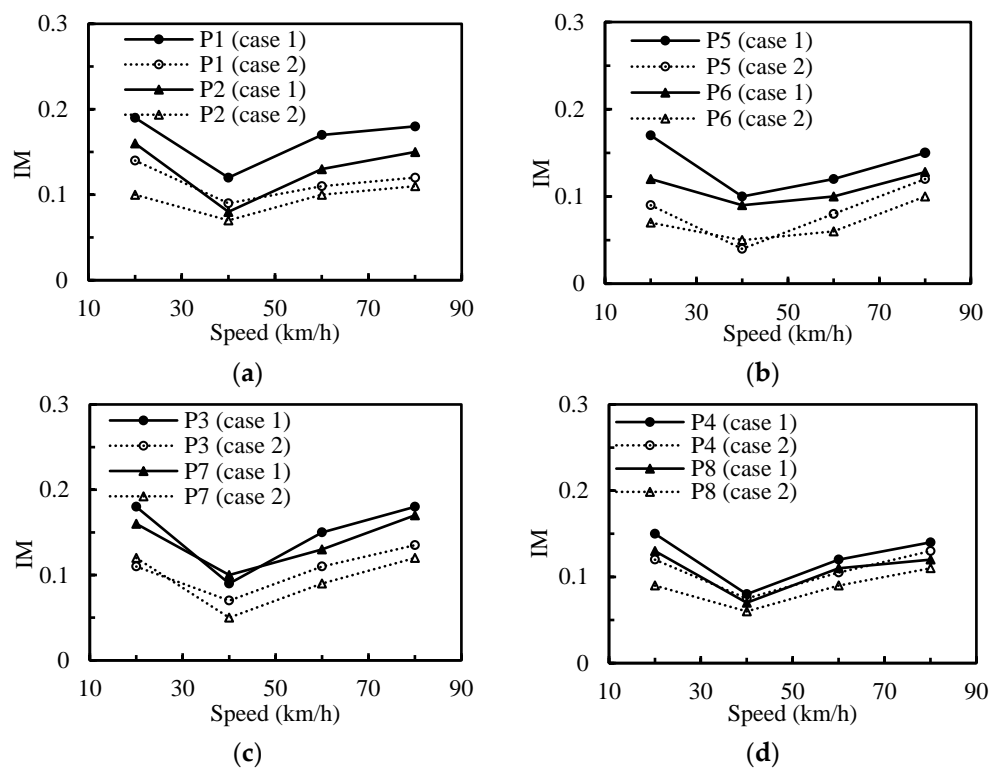 0.3
P1 (case 1)
P1 (case 2)
P2 (case 1)
P2 (case 2)
0.2
IM
0.1
0
10 30 50 70 90
Speed (km/h)
(a)
0.3
P5 (case 1)
P5 (case 2)
P6 (case 1)
P6 (case 2)
0.2
IM
0.1
0
10 30 50 70 90
Speed (km/h)
(b)
0.3
P3 (case 1)
P3 (case 2)
P7 (case 1)
P7 (case 2)
0.2
IM
0.1
0
10 30 50 70 90
Speed (km/h)
(c)
0.3
P4 (case 1)
P4 (case 2)
P8 (case 1)
P8 (case 2)
0.2
IM
0.1
0
10 30 50 70 90
Speed (km/h)
(d)